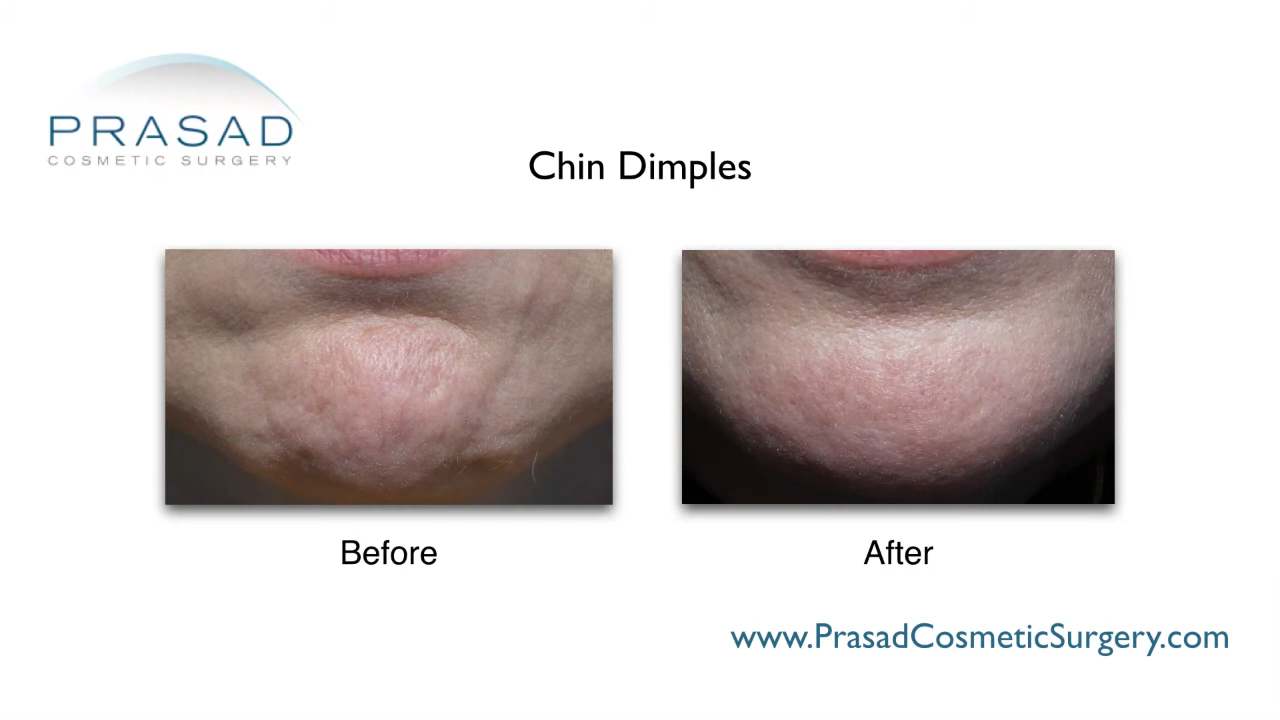 PRASAD
COSMETIC SURGERY
Chin Dimples
Before
After
www.PrasadCosmeticSurgery.com